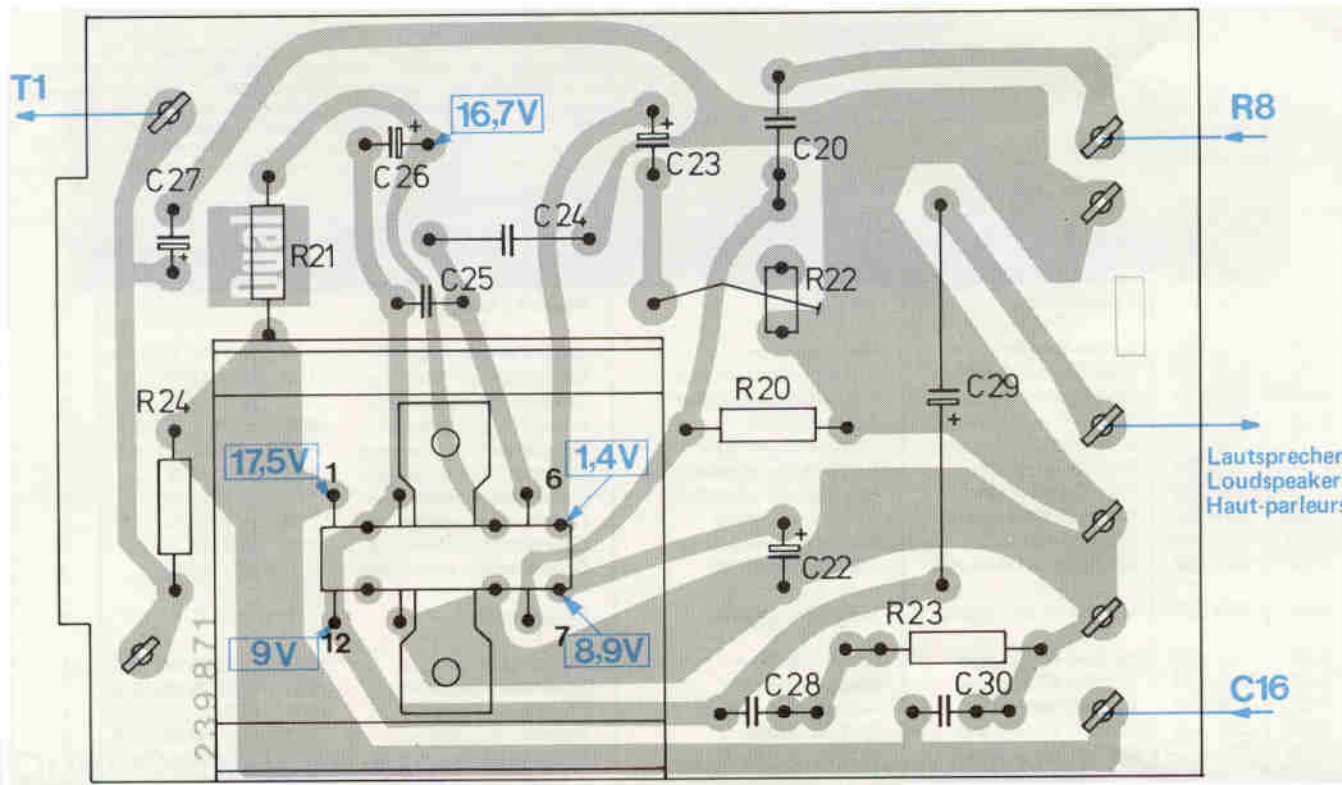 T1
16,7V
R8
C27
C26
C23
C20
C24
R21
Dual
C25
R22
R24
R20
C29
17,5V
1
6
1,4V
Lautsprecher
Loudspeaker
Haut-parleurs
C22
R23
9V
12
7
8,9V
C28
C30
C16
239871